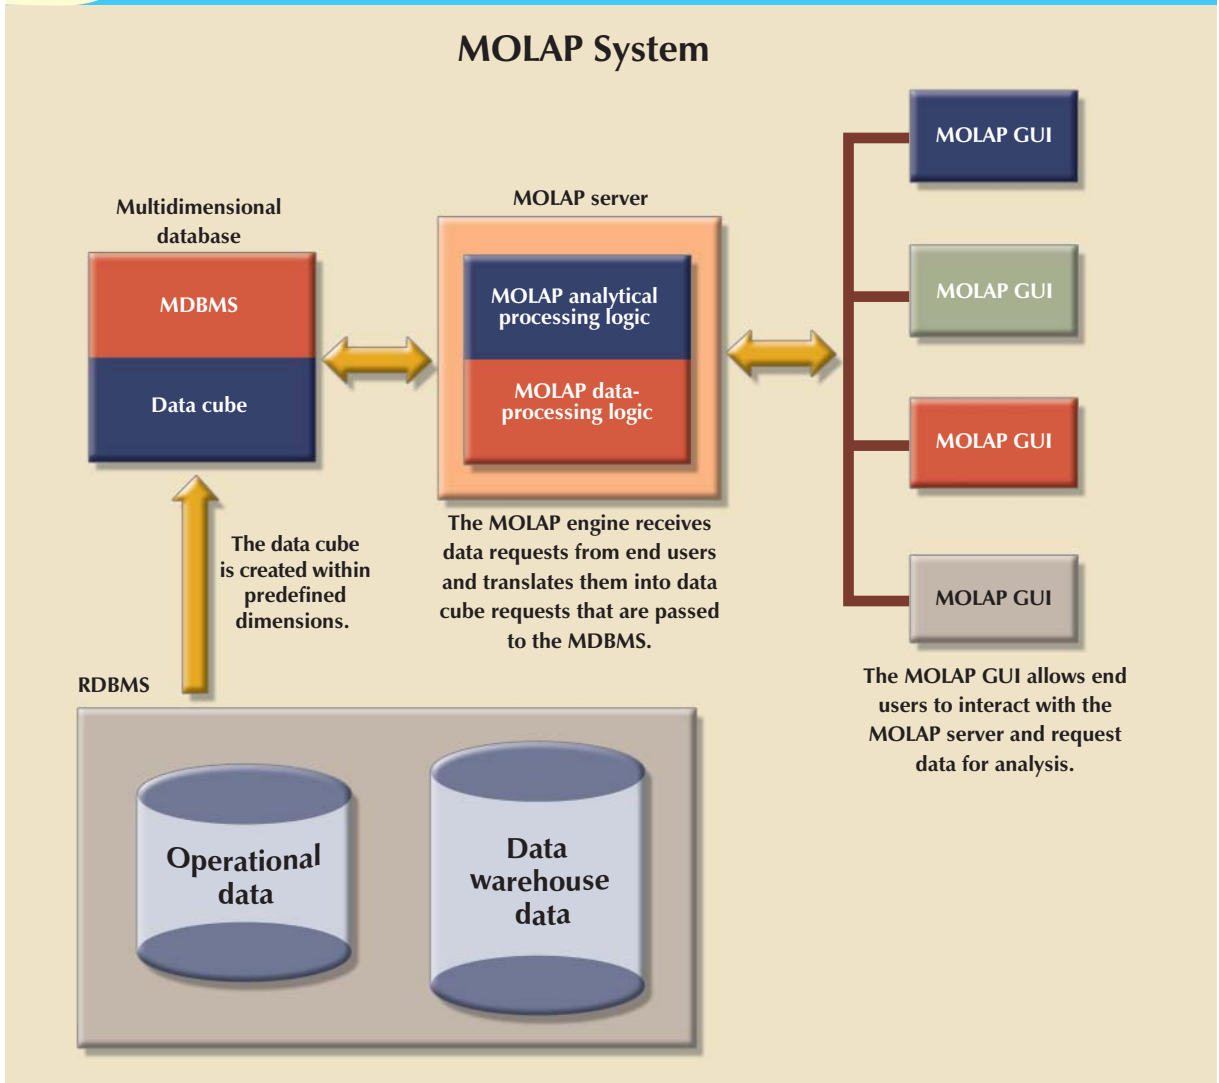 MOLAP System
Multidimensional
database
MDBMS
Data cube
MOLAP server
MOLAP analytical
processing logic
MOLAP data-
processing logic
MOLAP GUI
MOLAP GUI
MOLAP GUI
MOLAP GUI
The data cube
is created within
predefined
dimensions.
The MOLAP engine receives
data requests from end users
and translates them into data
cube requests that are passed
to the MDBMS.
The MOLAP GUI allows end
users to interact with the
MOLAP server and request
data for analysis.
RDBMS
Operational
data
Data
warehouse
data